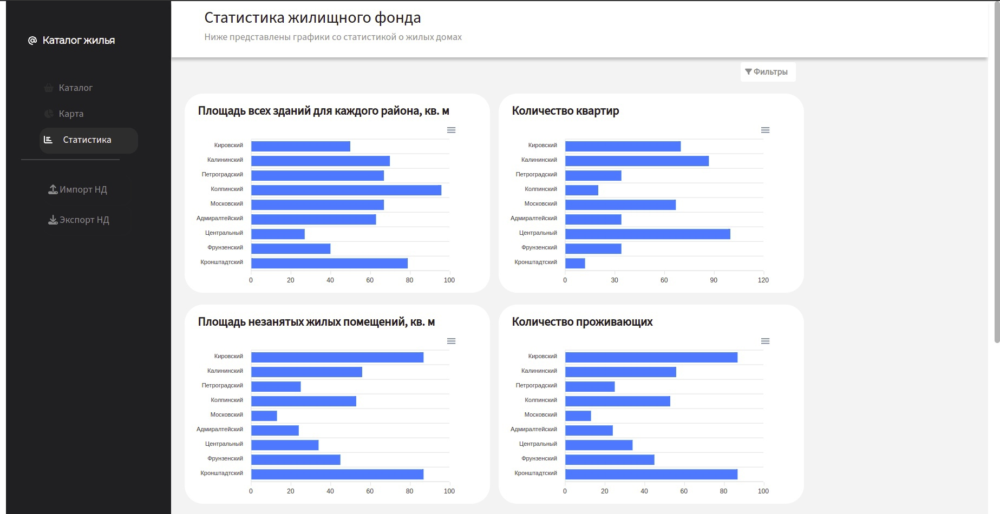 Каталог жилья
Каталог
Карта
Статистика
Импорт НД
Экспорт НД
Статистика жилищного фонда
Ниже представлены графики со статистикой о жилых домах
Фильтры
Площадь всех зданий для каждого района, кв. м
Кировский
Калининский
Петроградский
Колпинский
Московский
Адмиралтейский
Центральный
Фрунзенский
Кронштадтский
0 20 40 60 80 100
Количество квартир
Кировский
Калининский
Петроградский
Колпинский
Московский
Адмиралтейский
Центральный
Фрунзенский
Кронштадтский
0 30 60 90 120
Площадь незанятых жилых помещений, кв. м
Кировский
Калининский
Петроградский
Колпинский
Московский
Адмиралтейский
Центральный
Фрунзенский
Кронштадтский
0 20 40 60 80 100
Количество проживающих
Кировский
Калининский
Петроградский
Колпинский
Московский
Адмиралтейский
Центральный
Фрунзенский
Кронштадтский
0 20 40 60 80 100